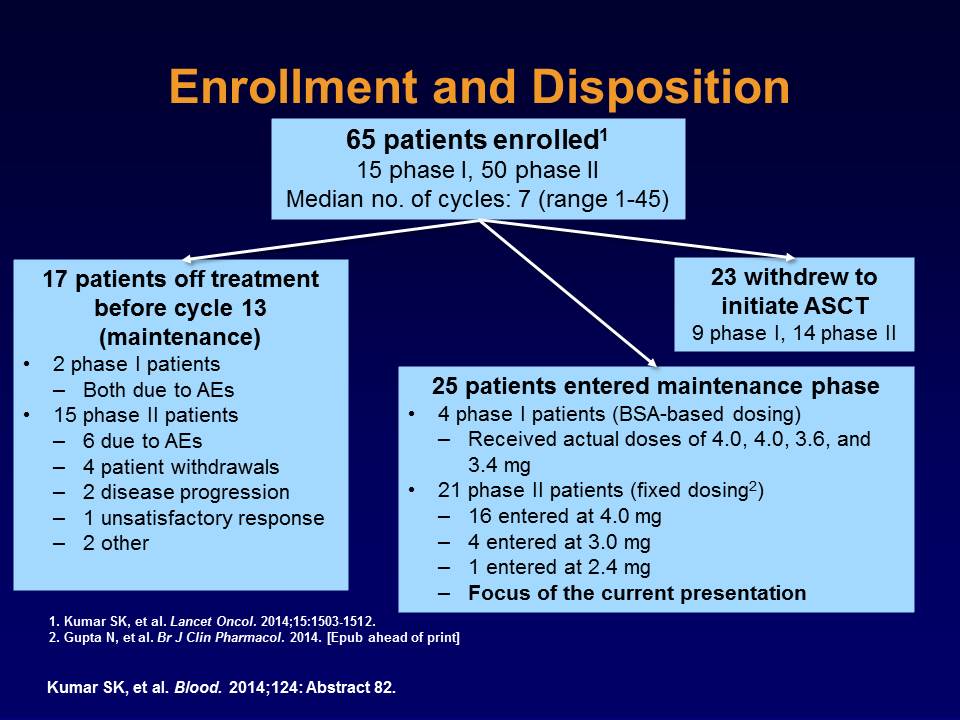 Enrollment and Disposition
65 patients enrolled¹
15 phase I, 50 phase II
Median no. of cycles: 7 (range 1-45)
17 patients off treatment
before cycle 13
(maintenance)
• 2 phase I patients
– Both due to AEs
• 15 phase II patients
– 6 due to AEs
– 4 patient withdrawals
– 2 disease progression
– 1 unsatisfactory response
– 2 other
23 withdrew to
initiate ASCT
9 phase I, 14 phase II
25 patients entered maintenance phase
• 4 phase I patients (BSA-based dosing)
– Received actual doses of 4.0, 4.0, 3.6, and
3.4 mg
• 21 phase II patients (fixed dosing²)
– 16 entered at 4.0 mg
– 4 entered at 3.0 mg
– 1 entered at 2.4 mg
– Focus of the current presentation
1. Kumar SK, et al. Lancet Oncol. 2014;15:1503-1512.
2. Gupta N, et al. Br J Clin Pharmacol. 2014. [Epub ahead of print]
Kumar SK, et al. Blood. 2014;124: Abstract 82.